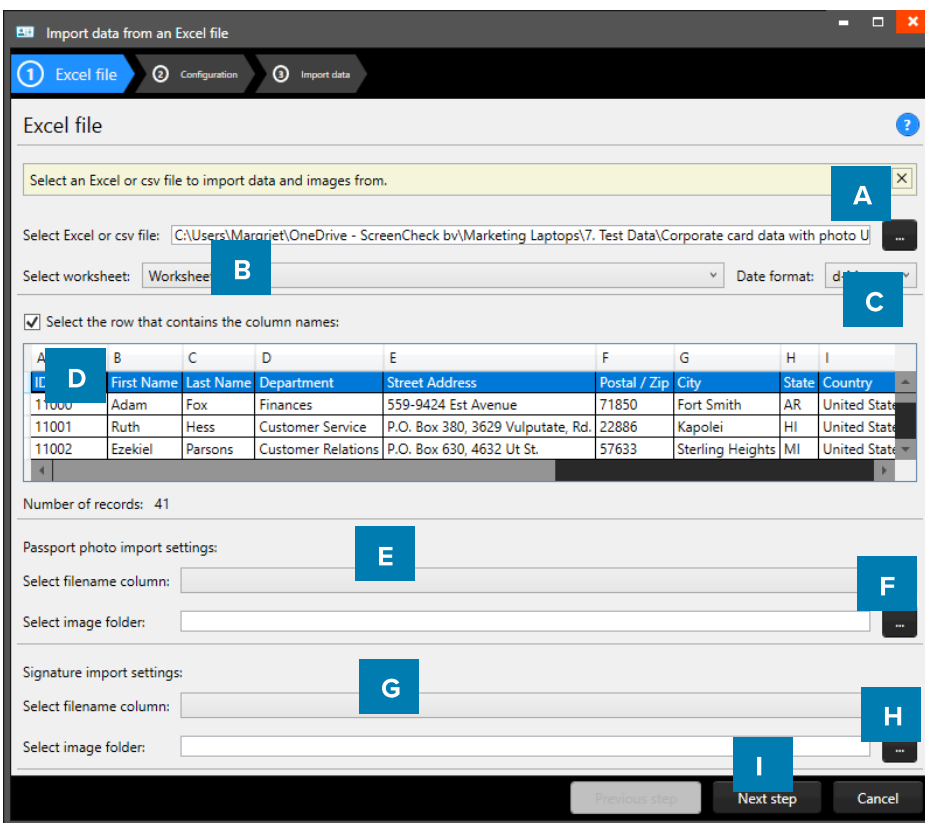 Import data from an Excel file
1 Excel file 2 Configuration 3 Import data
Excel file ?
Select an Excel or csv file to import data and images from.
A
Select Excel or csv file: C:\Users\Margriet\OneDrive - ScreenCheck bv\Marketing Laptops\7. Test Data\Corporate card data with photo U ...
B
Select worksheet: Worksheet Date format:
C
Select the row that contains the column names:
A B C D E F G H I
D
ID First Name Last Name Department Street Address Postal / Zip City State Country
11000 Adam Fox Finances 559-9424 Est Avenue 71850 Fort Smith AR United State
11001 Ruth Hess Customer Service P.O. Box 380, 3629 Vulputate, Rd. 22886 Kapolei HI United State
11002 Ezekiel Parsons Customer Relations P.O. Box 630, 4632 Ut St. 57633 Sterling Heights MI United State
Number of records: 41
Passport photo import settings:
E
Select filename column:
F
Select image folder: ...
Signature import settings:
G
Select filename column:
H
Select image folder: ...
I
Previous step Next step Cancel